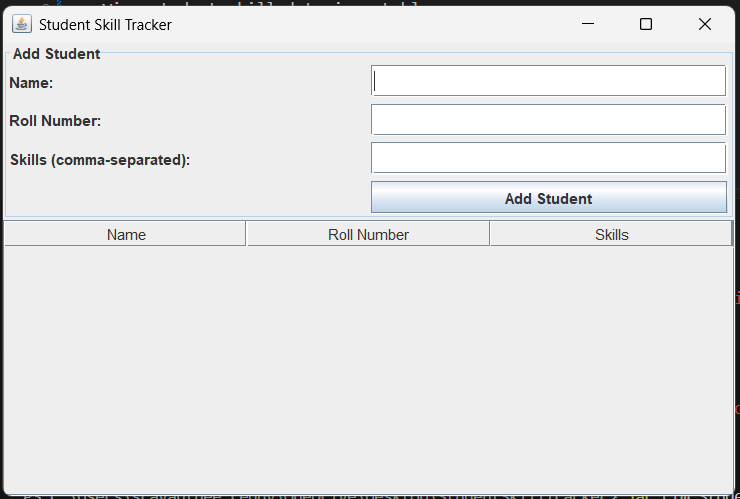 Student Skill Tracker
Add Student
Name:
Roll Number:
Skills (comma-separated):
Add Student
Name Roll Number Skills